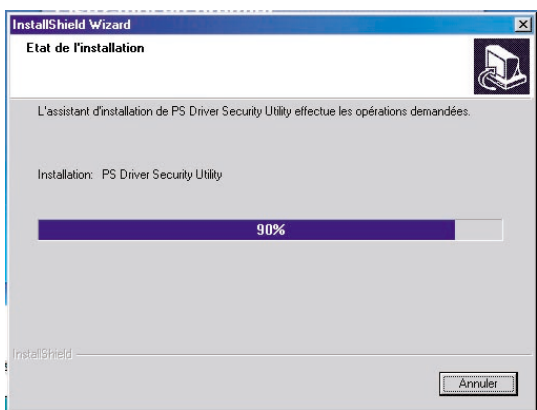 InstallShield Wizard
Etat de l'installation
L'assistant d'installation de PS Driver Security Utility effectue les opérations demandées.
Installation: PS Driver Security Utility
90%
InstallShield
Annuler